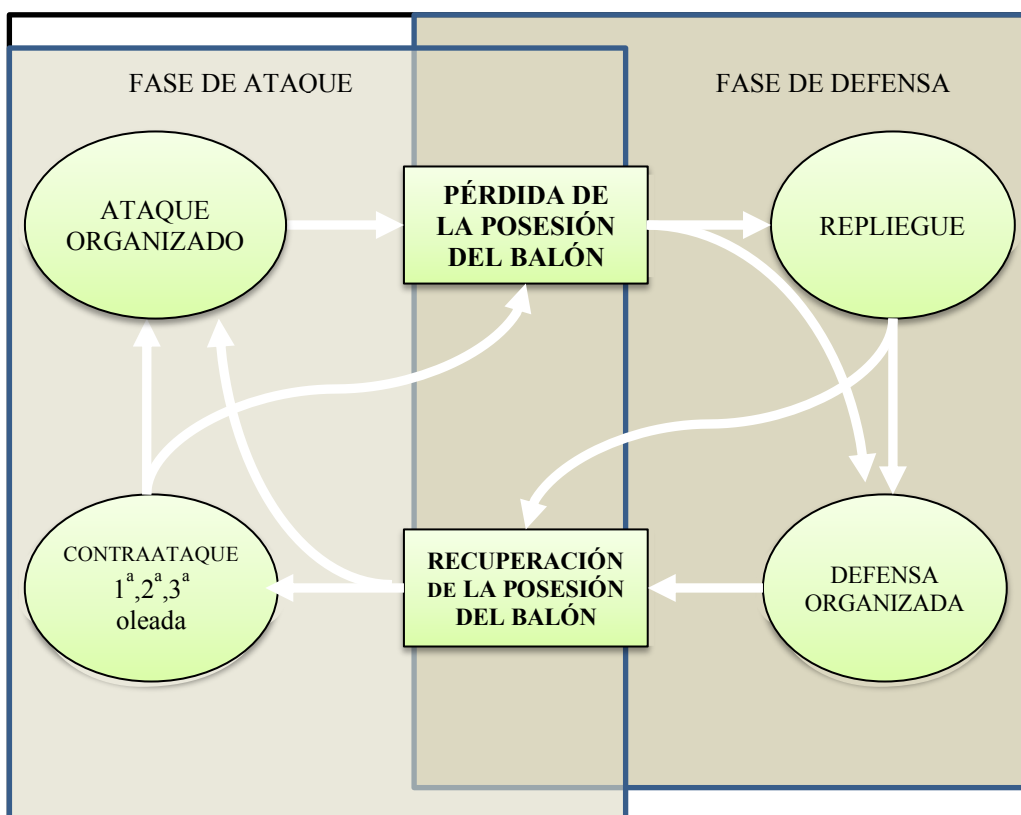 FASE DE ATAQUE
FASE DE DEFENSA
ATAQUE
ORGANIZADO
PÉRDIDA DE
LA POSESIÓN
DEL BALÓN
REPLIEGUE
CONTRAATAQUE
1ª,2ª,3ª
oleada
RECUPERACIÓN
DE LA POSESIÓN
DEL BALÓN
DEFENSA
ORGANIZADA